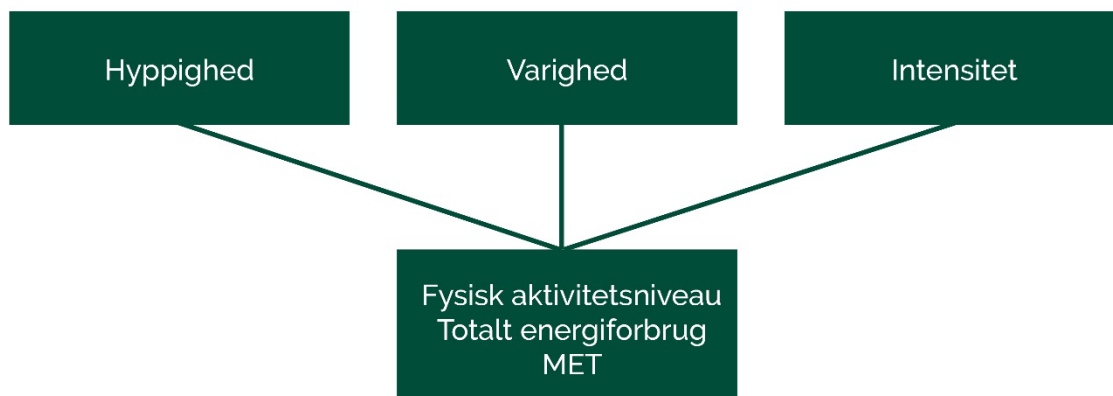 Hyppighed
Varighed
Intensitet
Fysisk aktivitetsniveau
Totalt energiforbrug
MET